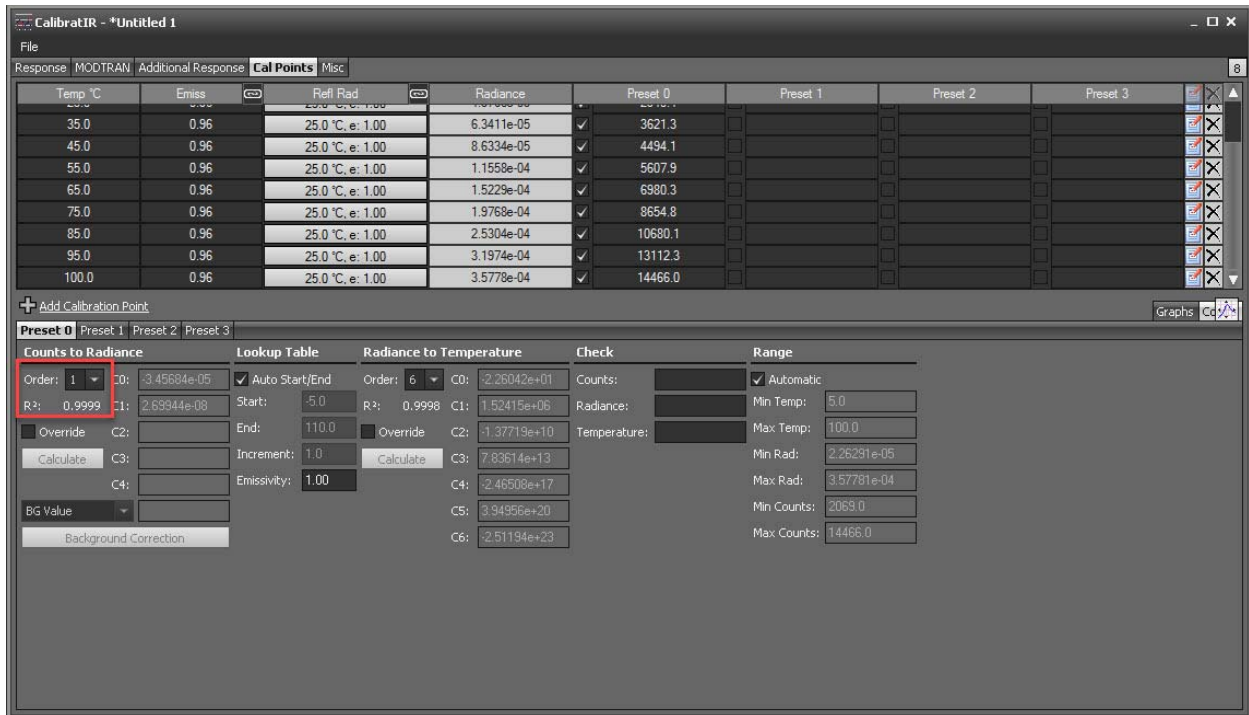 CalibratIR - *Untitled 1
File
Response MODTRAN Additional Response Cal Points Misc 8
Temp °C Emiss Refl Rad Radiance Preset 0 Preset 1 Preset 2 Preset 3
35.0 0.96 25.0 °C, e: 1.00 6.3411e-05 3621.3
45.0 0.96 25.0 °C, e: 1.00 8.6334e-05 4494.1
55.0 0.96 25.0 °C, e: 1.00 1.1558e-04 5607.9
65.0 0.96 25.0 °C, e: 1.00 1.5229e-04 6980.3
75.0 0.96 25.0 °C, e: 1.00 1.9768e-04 8654.8
85.0 0.96 25.0 °C, e: 1.00 2.5304e-04 10680.1
95.0 0.96 25.0 °C, e: 1.00 3.1974e-04 13112.3
100.0 0.96 25.0 °C, e: 1.00 3.5778e-04 14466.0
Add Calibration Point Graphs
Preset 0 Preset 1 Preset 2 Preset 3
Counts to Radiance Lookup Table Radiance to Temperature Check Range
Order: 1 C0: -3.45684e-05 Auto Start/End Order: 6 C0: -2.26042e+01 Counts: Automatic
R²: 0.9999 C1: 2.69944e-08 Start: -5.0 R²: 0.9998 C1: 1.52415e+06 Radiance: Min Temp: 5.0
Override C2: End: 110.0 Override C2: -1.37719e+10 Temperature: Max Temp: 100.0
Calculate C3: Increment: 1.0 Calculate C3: 7.83614e+13 Min Rad: 2.26291e-05
C4: Emissivity: 1.00 C4: -2.46508e+17 Max Rad: 3.57781e-04
BG Value C5: 3.94956e+20 Min Counts: 2069.0
Background Correction C6: -2.51194e+23 Max Counts: 14466.0